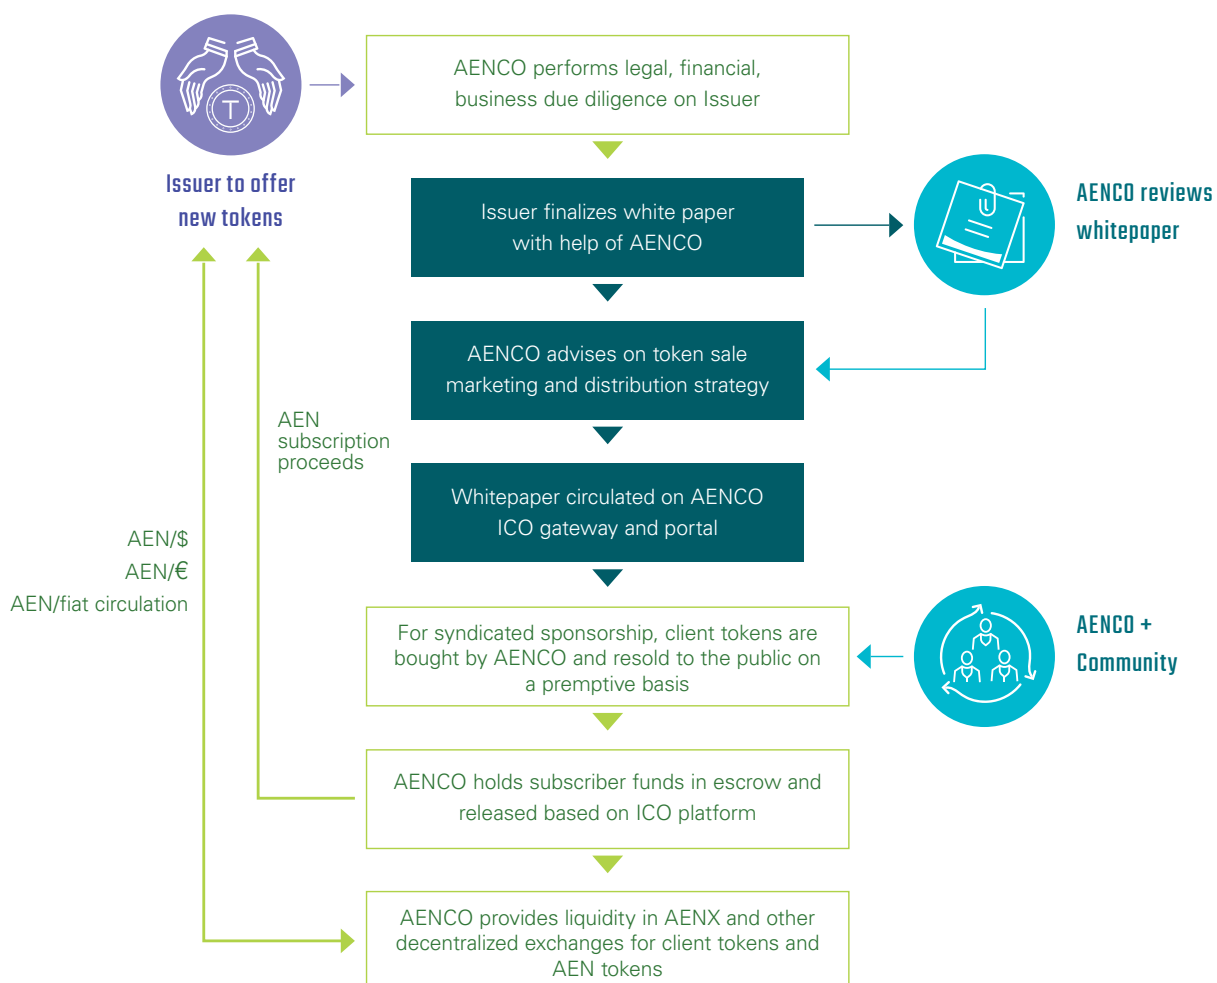 AENCO performs legal, financial,
business due diligence on Issuer
T
Issuer to offer
new tokens
Issuer finalizes white paper
with help of AENCO
AENCO reviews
whitepaper
AENCO advises on token sale
marketing and distribution strategy
AEN
subscription
proceeds
Whitepaper circulated on AENCO
ICO gateway and portal
AEN/$
AEN/€
AEN/fiat circulation
For syndicated sponsorship, client tokens are
bought by AENCO and resold to the public on
a premptive basis
AENCO +
Community
AENCO holds subscriber funds in escrow and
released based on ICO platform
AENCO provides liquidity in AENX and other
decentralized exchanges for client tokens and
AEN tokens